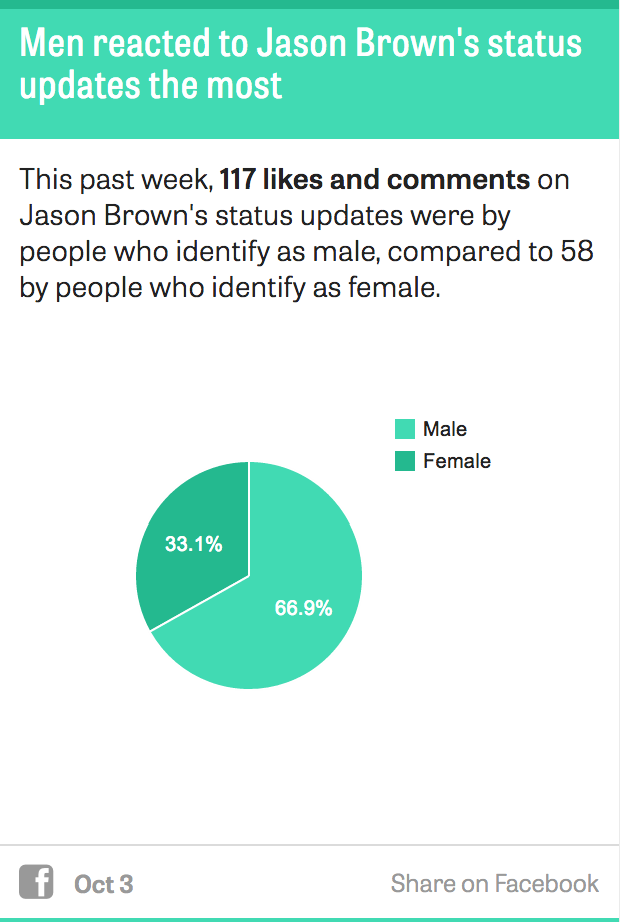 Men reacted to Jason Brown's status
updates the most
This past week, 117 likes and comments on
Jason Brown's status updates were by
people who identify as male, compared to 58
by people who identify as female.
Male
Female
33.1%
66.9%
Oct 3
Share on Facebook